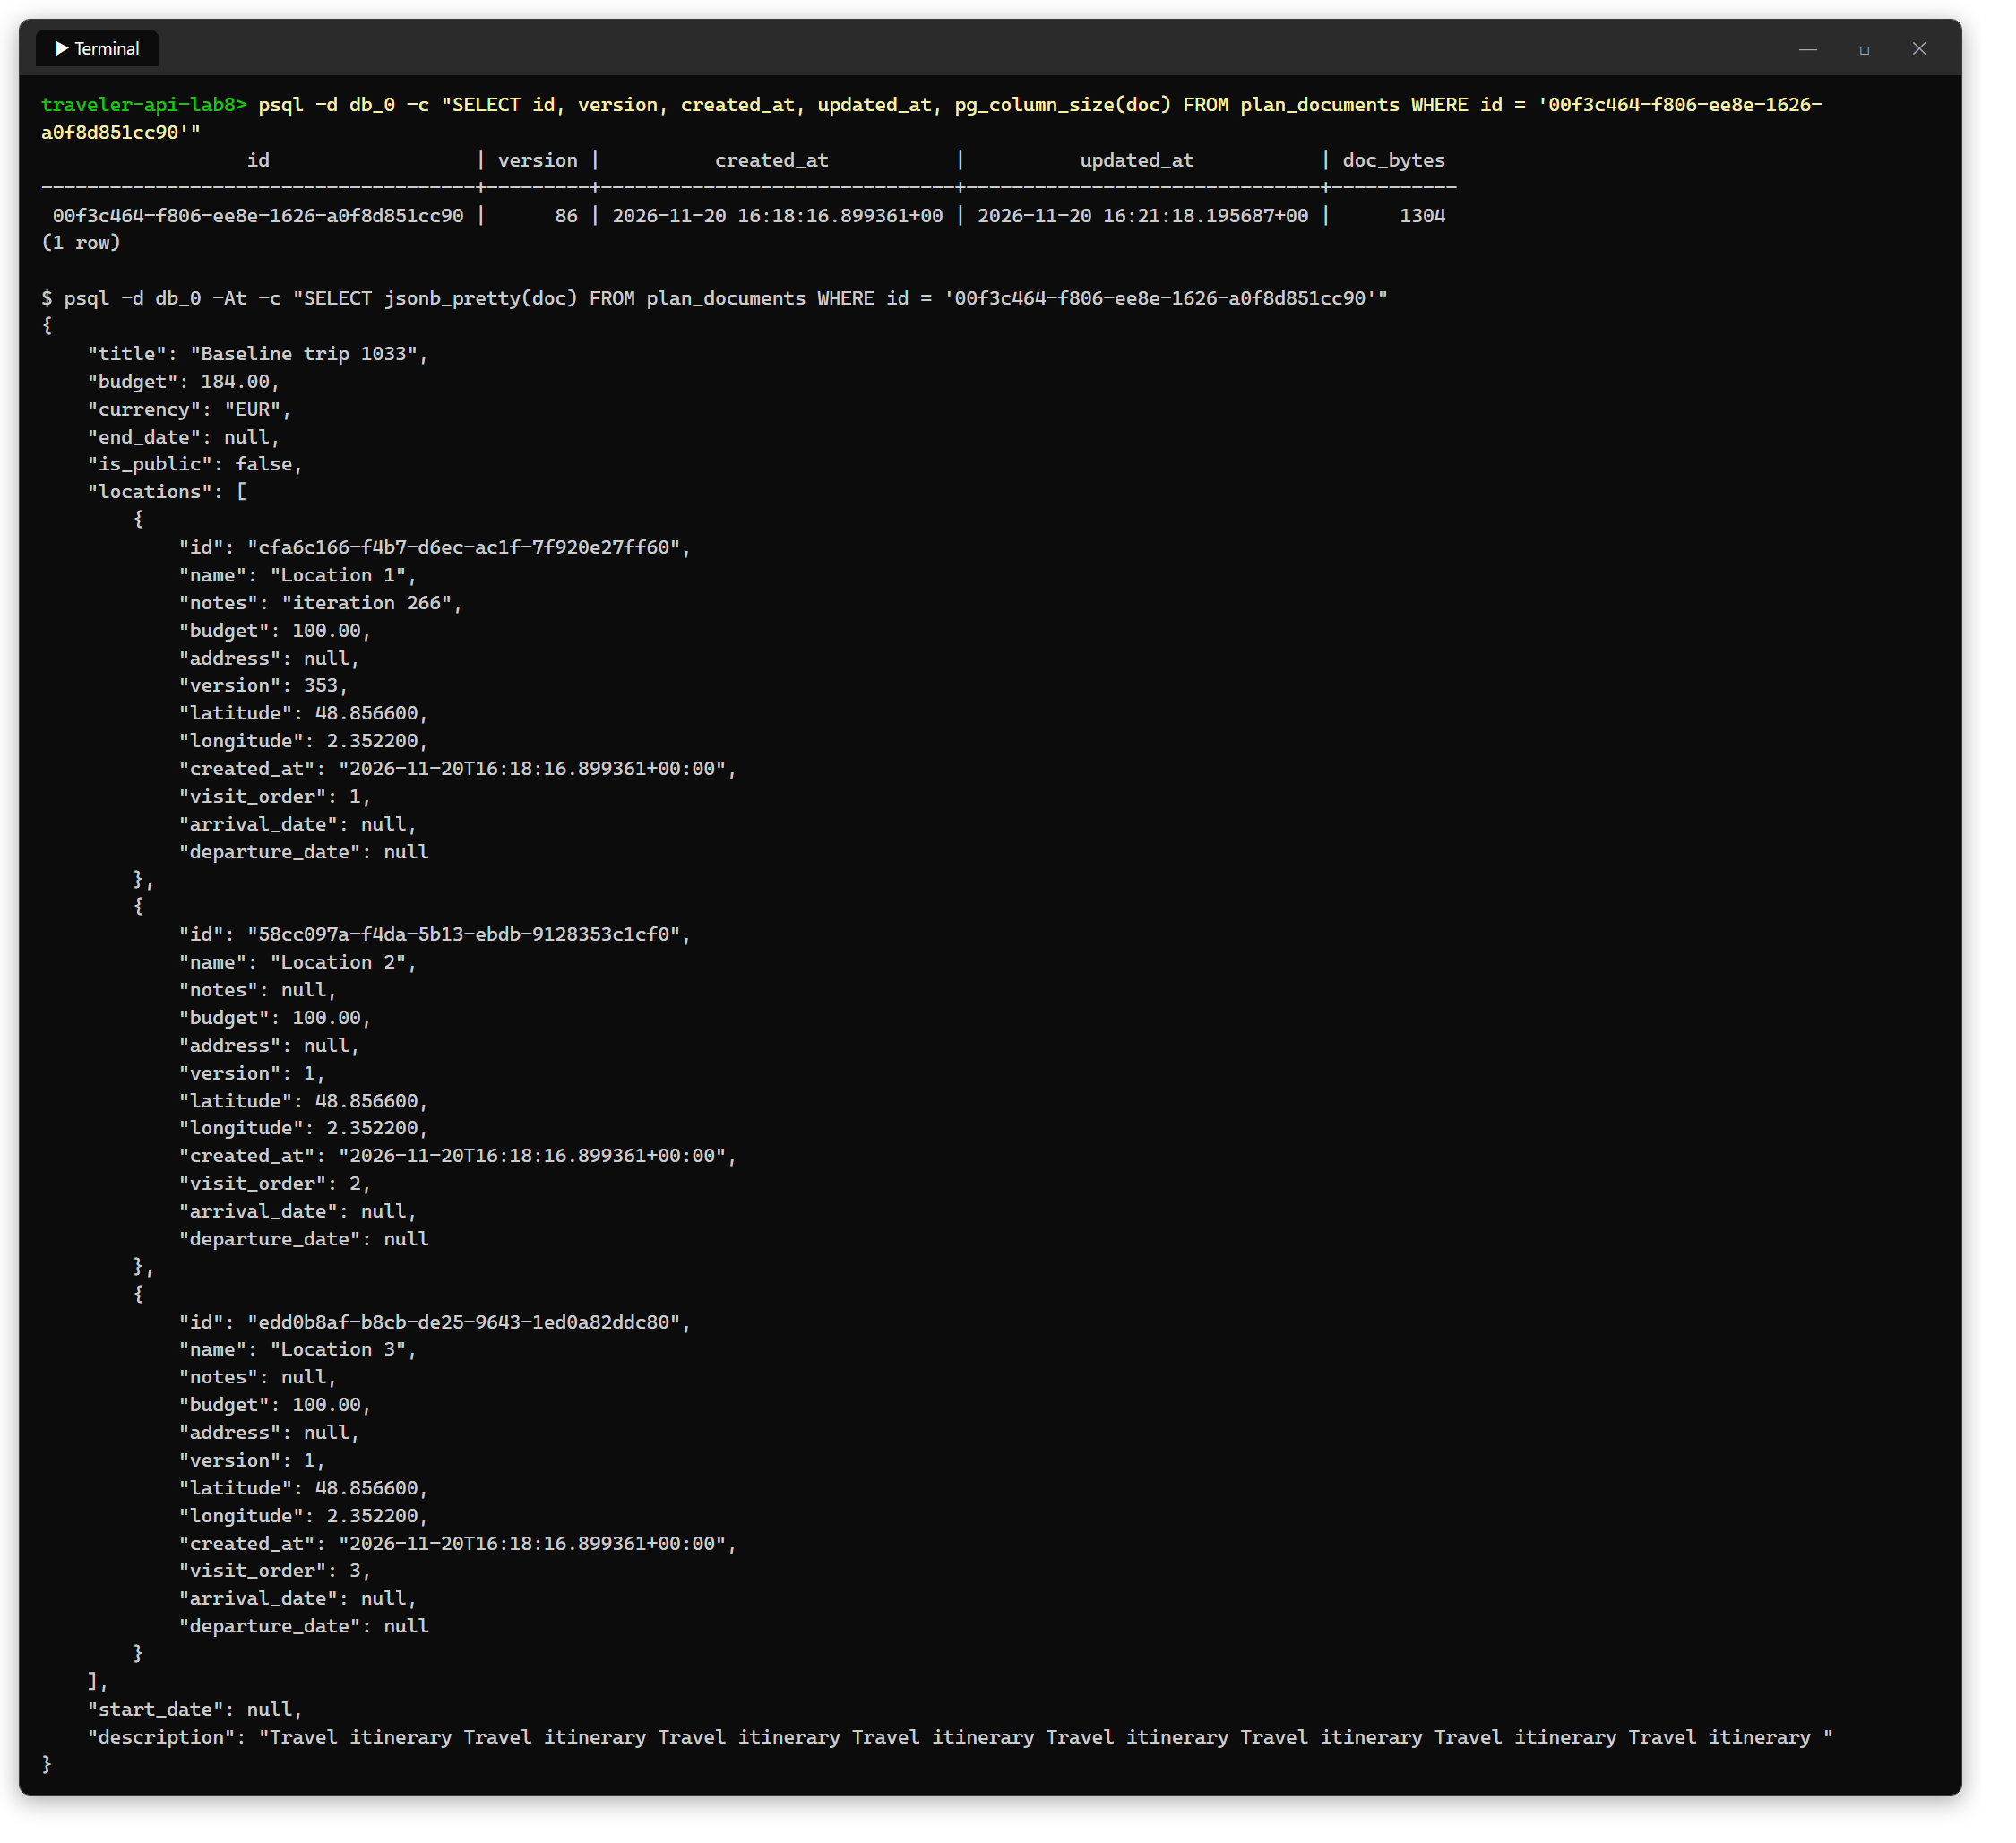 ▶ Terminal
traveler-api-lab8> psql -d db_0 -c "SELECT id, version, created_at, updated_at, pg_column_size(doc) FROM plan_documents WHERE id = '00f3c464-f806-ee8e-1626-
a0f8d851cc90'"
                  id                  | version |          created_at           |          updated_at           | doc_bytes
--------------------------------------+---------+-------------------------------+-------------------------------+-----------
 00f3c464-f806-ee8e-1626-a0f8d851cc90 |      86 | 2026-11-20 16:18:16.899361+00 | 2026-11-20 16:21:18.195687+00 |      1304
(1 row)

$ psql -d db_0 -At -c "SELECT jsonb_pretty(doc) FROM plan_documents WHERE id = '00f3c464-f806-ee8e-1626-a0f8d851cc90'"
{
    "title": "Baseline trip 1033",
    "budget": 184.00,
    "currency": "EUR",
    "end_date": null,
    "is_public": false,
    "locations": [
        {
            "id": "cfa6c166-f4b7-d6ec-ac1f-7f920e27ff60",
            "name": "Location 1",
            "notes": "iteration 266",
            "budget": 100.00,
            "address": null,
            "version": 353,
            "latitude": 48.856600,
            "longitude": 2.352200,
            "created_at": "2026-11-20T16:18:16.899361+00:00",
            "visit_order": 1,
            "arrival_date": null,
            "departure_date": null
        },
        {
            "id": "58cc097a-f4da-5b13-ebdb-9128353c1cf0",
            "name": "Location 2",
            "notes": null,
            "budget": 100.00,
            "address": null,
            "version": 1,
            "latitude": 48.856600,
            "longitude": 2.352200,
            "created_at": "2026-11-20T16:18:16.899361+00:00",
            "visit_order": 2,
            "arrival_date": null,
            "departure_date": null
        },
        {
            "id": "edd0b8af-b8cb-de25-9643-1ed0a82ddc80",
            "name": "Location 3",
            "notes": null,
            "budget": 100.00,
            "address": null,
            "version": 1,
            "latitude": 48.856600,
            "longitude": 2.352200,
            "created_at": "2026-11-20T16:18:16.899361+00:00",
            "visit_order": 3,
            "arrival_date": null,
            "departure_date": null
        }
    ],
    "start_date": null,
    "description": "Travel itinerary Travel itinerary Travel itinerary Travel itinerary Travel itinerary Travel itinerary Travel itinerary Travel itinerary "
}